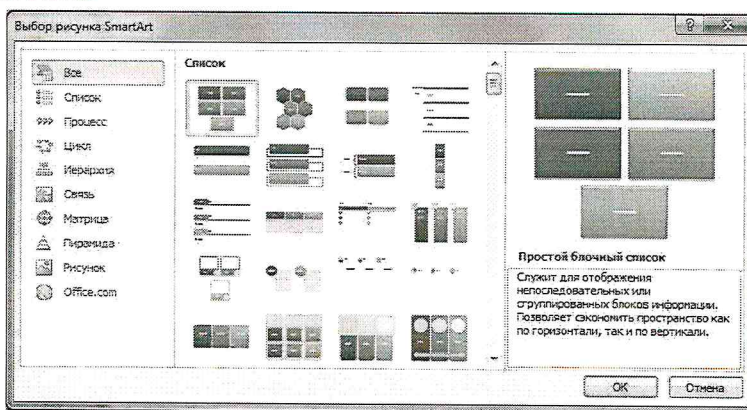 Выбор рисунка SmartArt
Все
Список
Процесс
Цикл
Иерархия
Связь
Матрица
Пирамида
Рисунок
Office.com
Список
Простой блочный список
Служит для отображения
непоследовательных или
сгруппированных блоков информации.
Позволяет сэкономить пространство как
по горизонтали, так и по вертикали.
ОК
Отмена